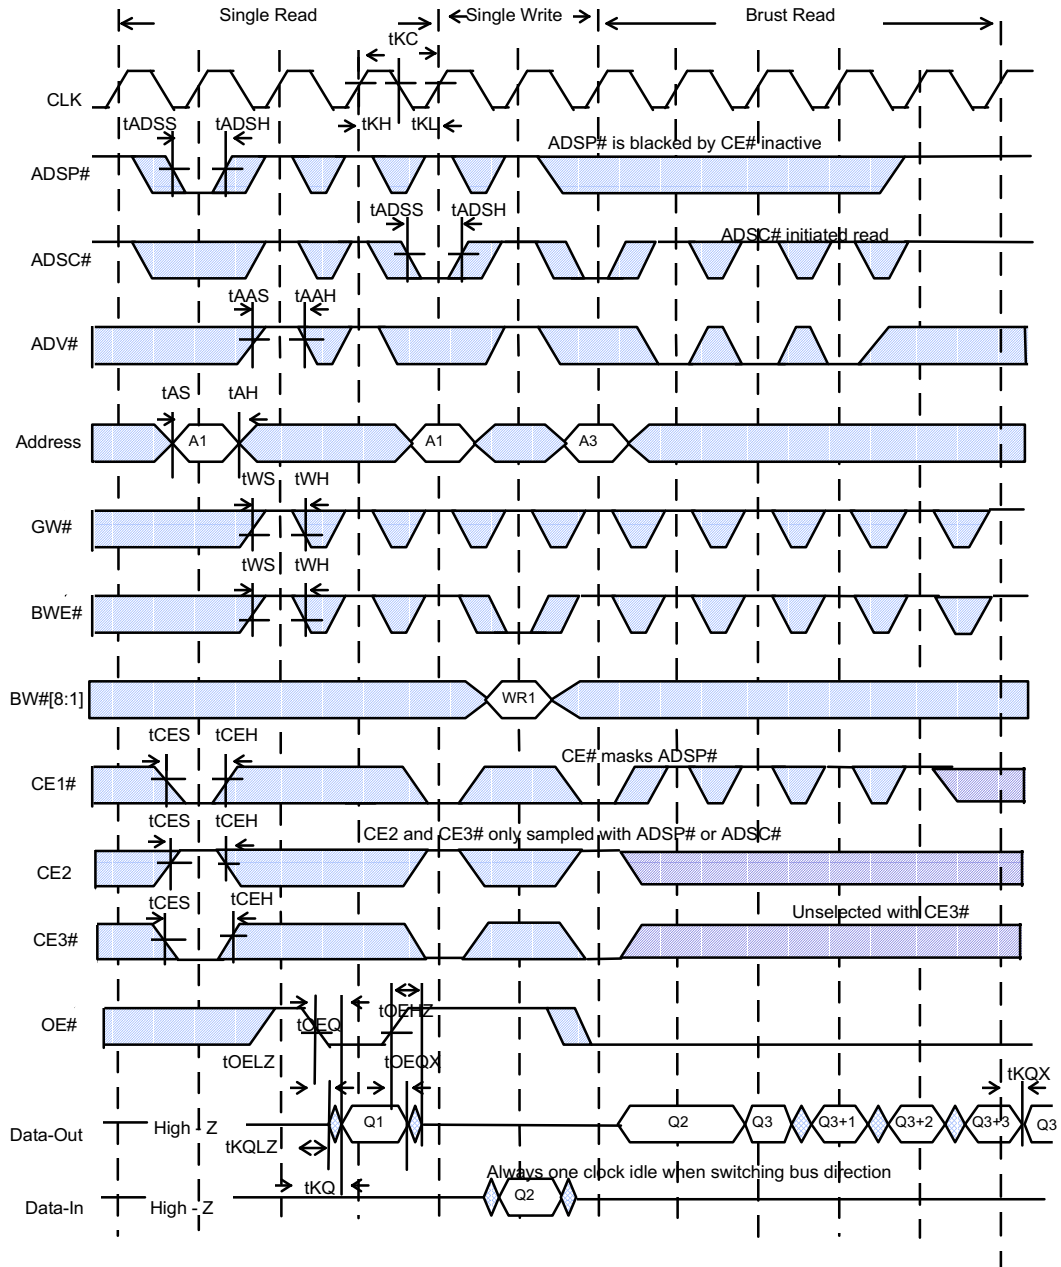 Single Read
Single Write
Brust Read
tKC
CLK
tADSS
tADSH
tKH
tKL
ADSP# is blacked by CE# inactive
ADSP#
tADSS
tADSH
ADSC# initiated read
ADSC#
tAAS
tAAH
ADV#
tAS
tAH
Address
A1
A1
A3
tWS
tWH
GW#
tWS
tWH
BWE#
BW#[8:1]
WR1
tCES
tCEH
CE# masks ADSP#
CE1#
tCES
tCEH
CE2 and CE3# only sampled with ADSP# or ADSC#
CE2
tCES
tCEH
Unselected with CE3#
CE3#
tOEHZ
OE#
tOEQ
tOELZ
tOEQX
tKQX
Data-Out
High - Z
Q1
Q2
Q3
Q3+1
Q3+2
Q3+3
Q3
tKQLZ
Always one clock idle when switching bus direction
tKQ
Data-In
High - Z
Q2